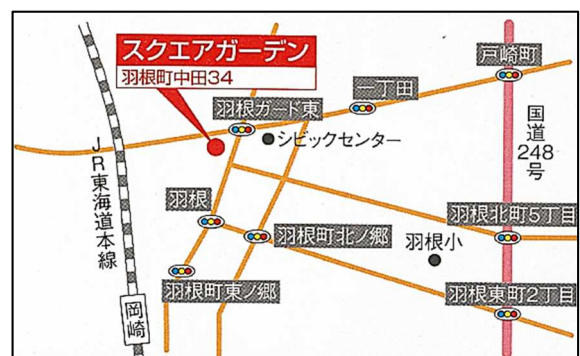 スクエアガーデン
羽根町中田34
戸崎町
一丁田
羽根ガード東
シビックセンター
国道248号
JR東海道本線
羽根
羽根町北ノ郷
羽根小
羽根北町5丁目
羽根町東ノ郷
羽根東町2丁目
岡崎